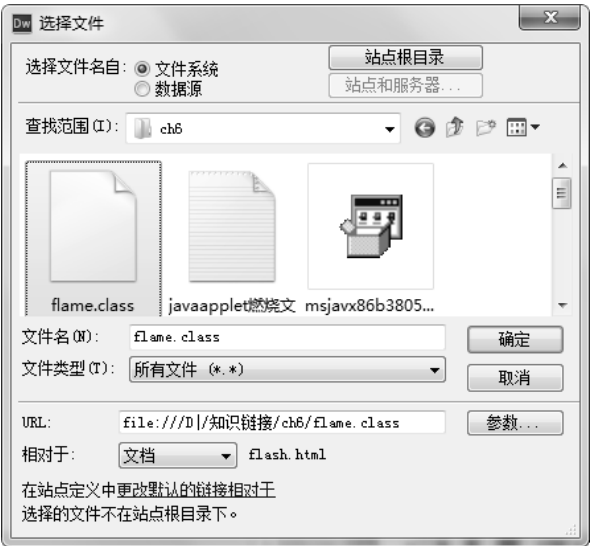 Dw 选择文件
选择文件名自: 文件系统
数据源
站点根目录
站点和服务器...
查找范围(I): ch6
flame.class
javaapplet燃烧文
msjavx86b3805...
文件名(N): flame.class
确定
文件类型(T): 所有文件 (*.*)
取消
URL: file:///D|/知识链接/ch6/flame.class
参数...
相对于: 文档 flash.html
在站点定义中更改默认的链接相对于
选择的文件不在站点根目录下。